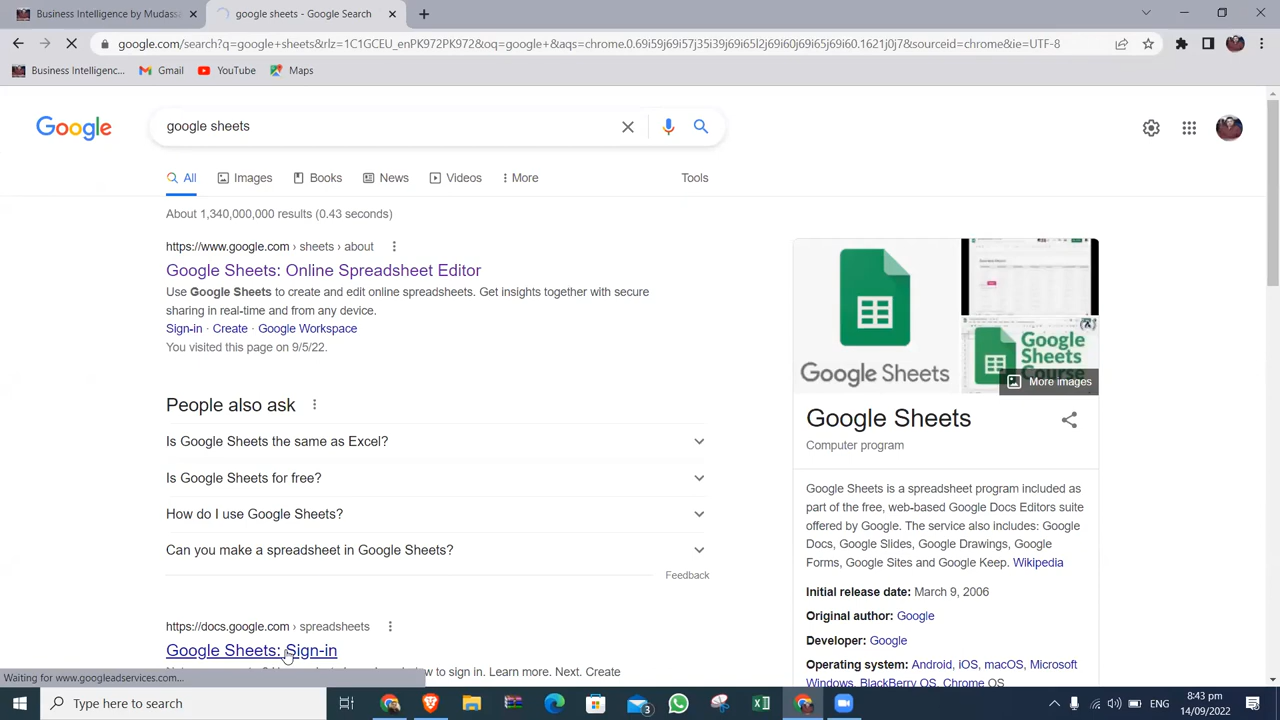 Business Intelligence by Mudassa
google sheets - Google Search
google.com/search?q=google+sheets&rlz=1C1GCEU_enPK972PK972&oq=google+&aqs=chrome.0.69i59j69i57j35i39j69i65l2j69i60j69i65j69i60.1621j0j7&sourceid=chrome&ie=UTF-8
Business Intelligenc...
Gmail
YouTube
Maps
Google
google sheets
All
Images
Books
News
Videos
More
Tools
About 1,340,000,000 results (0.43 seconds)
https://www.google.com › sheets › about
Google Sheets: Online Spreadsheet Editor
Use Google Sheets to create and edit online spreadsheets. Get insights together with secure
sharing in real-time and from any device.
Sign-in · Create · Google Workspace
You visited this page on 9/9/22.
People also ask
Is Google Sheets the same as Excel?
Is Google Sheets for free?
How do I use Google Sheets?
Can you make a spreadsheet in Google Sheets?
Feedback
https://docs.google.com › spreadsheets
Google Sheets: Sign-in
to sign in. Learn more. Next. Create
Google Sheets
Google
Sheets
Course
More images
Google Sheets
Computer program
Google Sheets is a spreadsheet program included as
part of the free, web-based Google Docs Editors suite
offered by Google. The service also includes: Google
Docs, Google Slides, Google Drawings, Google
Forms, Google Sites and Google Keep. Wikipedia
Initial release date: March 9, 2006
Original author: Google
Developer: Google
Operating system: Android, iOS, macOS, Microsoft
Windows, BlackBerry OS, Chrome OS
Waiting for www.googleadservices.com...
Type here to search
3
ENG
8:43 pm
14/09/2022